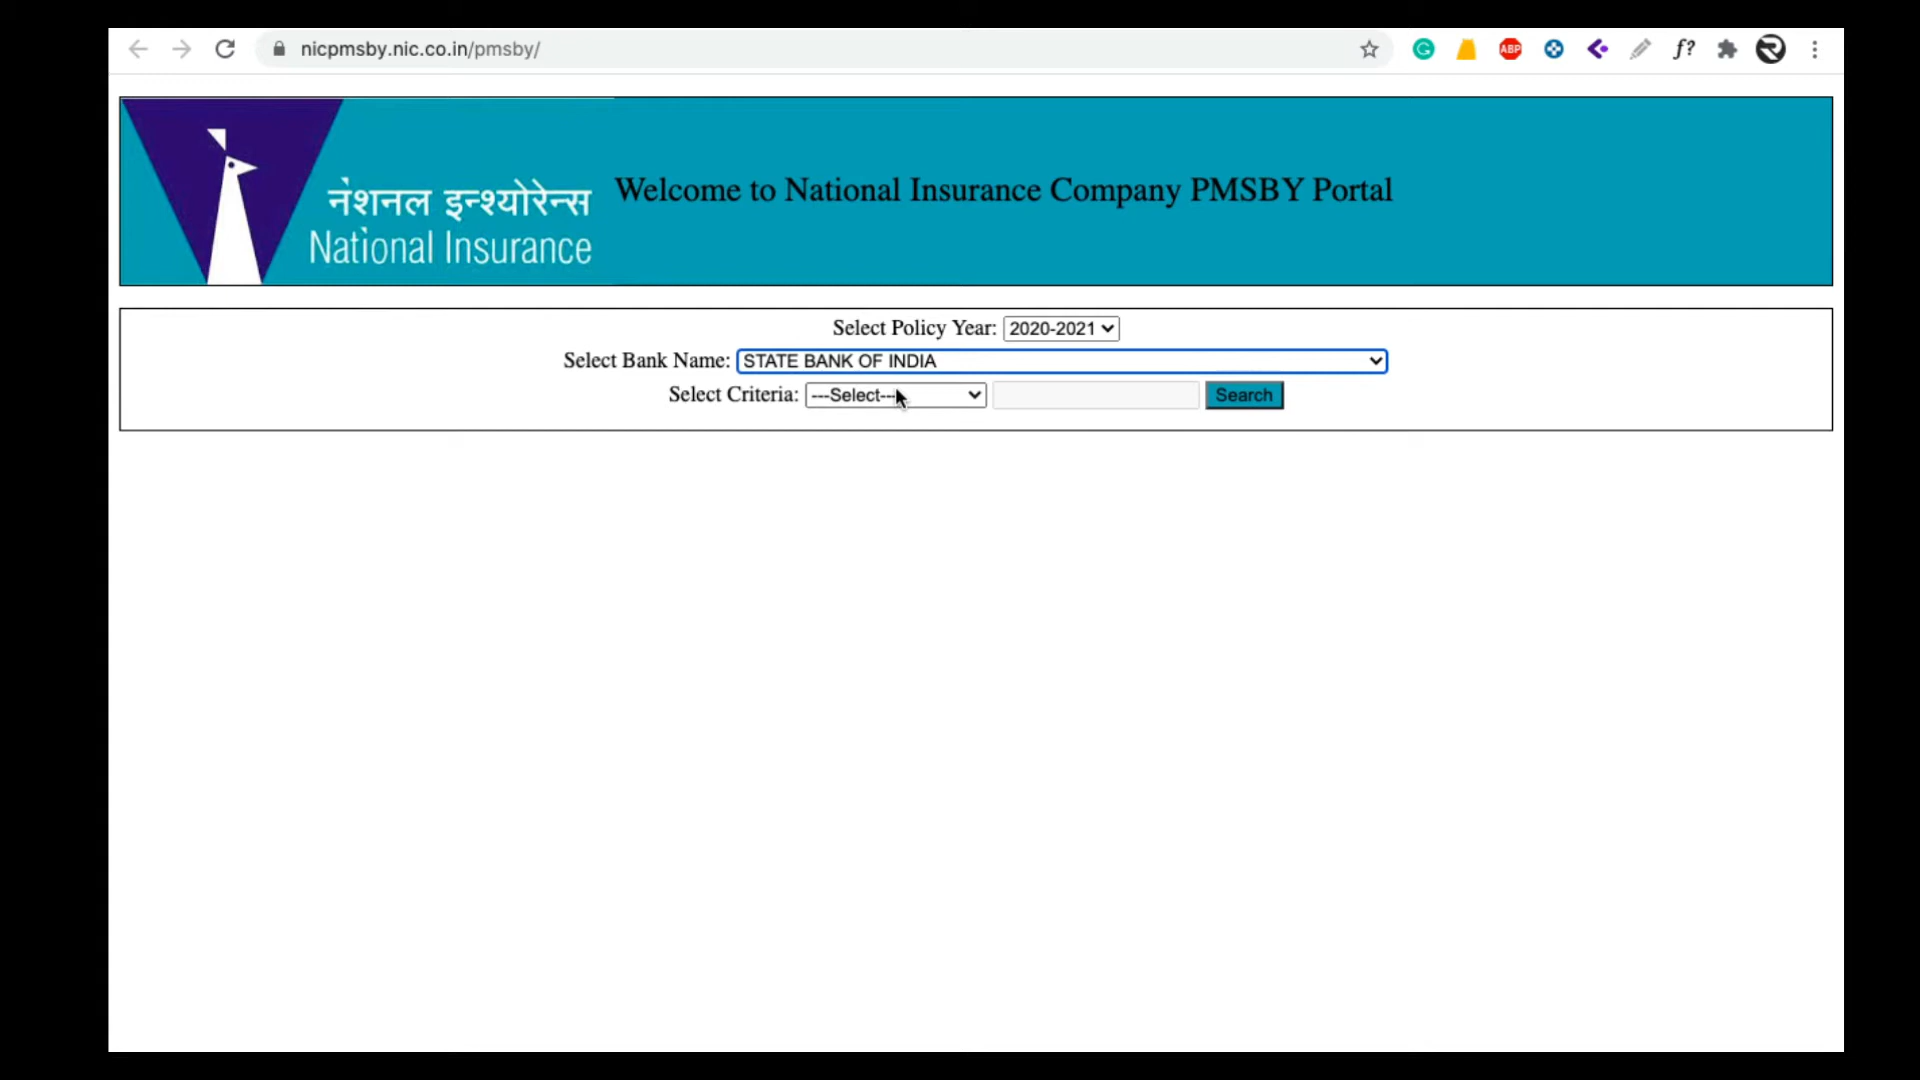 nicpmsby.nic.co.in/pmsby/
ABP
f?
नेशनल इन्श्योरेन्स
National Insurance
Welcome to National Insurance Company PMSBY Portal
Select Policy Year: 2020-2021
Select Bank Name: STATE BANK OF INDIA
Select Criteria: ---Select--- Search